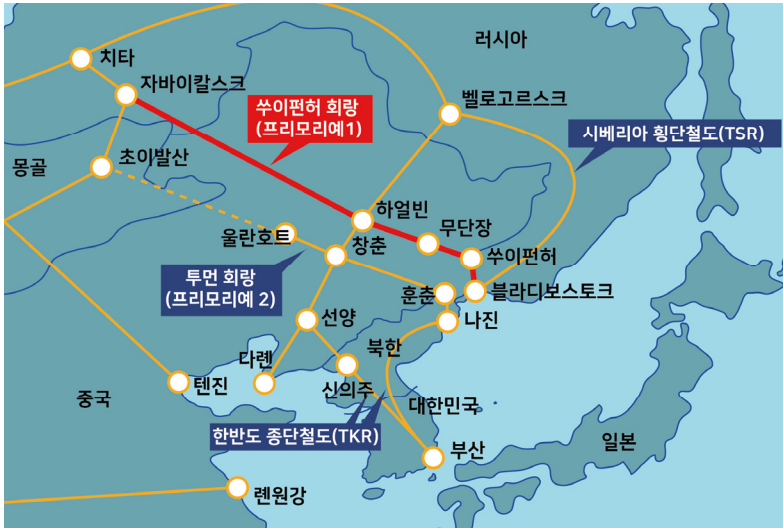 러시아
치타
자바이칼스크
쑤이펀허 회랑
(프리모리예1)
벨로고르스크
시베리아 횡단철도(TSR)
몽골
초이발산
하얼빈
울란호트
무단장
창춘
쑤이펀허
투먼 회랑
(프리모리예 2)
훈춘
블라디보스토크
선양
나진
북한
다롄
텐진
신의주
중국
대한민국
한반도 종단철도(TKR)
부산
일본
롄원강